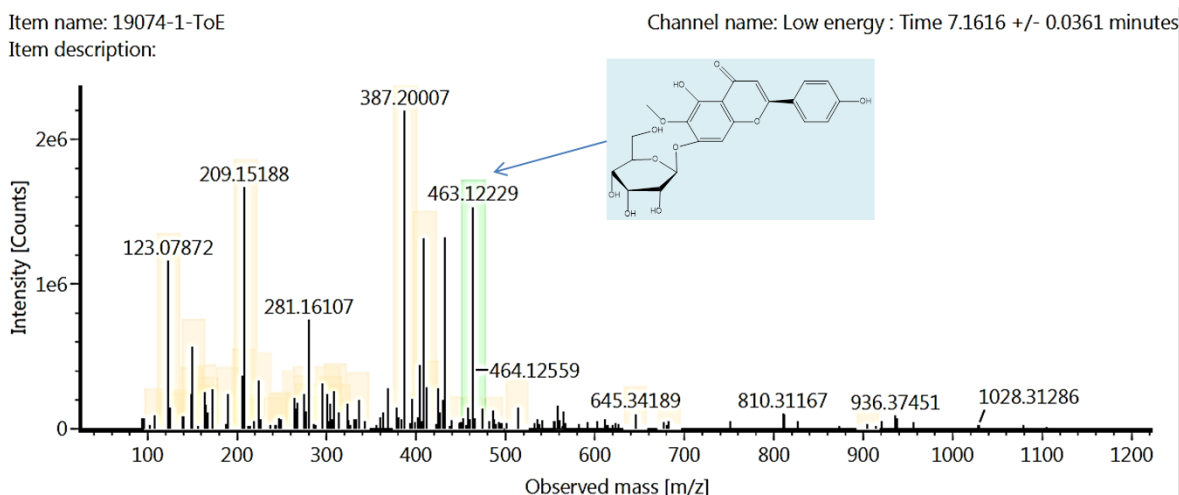 Item name: 19074-1-ToE
Channel name: Low energy : Time 7.1616 +/- 0.0361 minutes
Item description:
Intensity [Counts]
2e6
1e6
0
387.20007
209.15188
463.12229
123.07872
281.16107
464.12559
645.34189
810.31167
936.37451
1028.31286
O
HO
OH
O
O
O
OH
O
OH
OH
HO
100 200 300 400 500 600 700 800 900 1000 1100 1200
Observed mass [m/z]